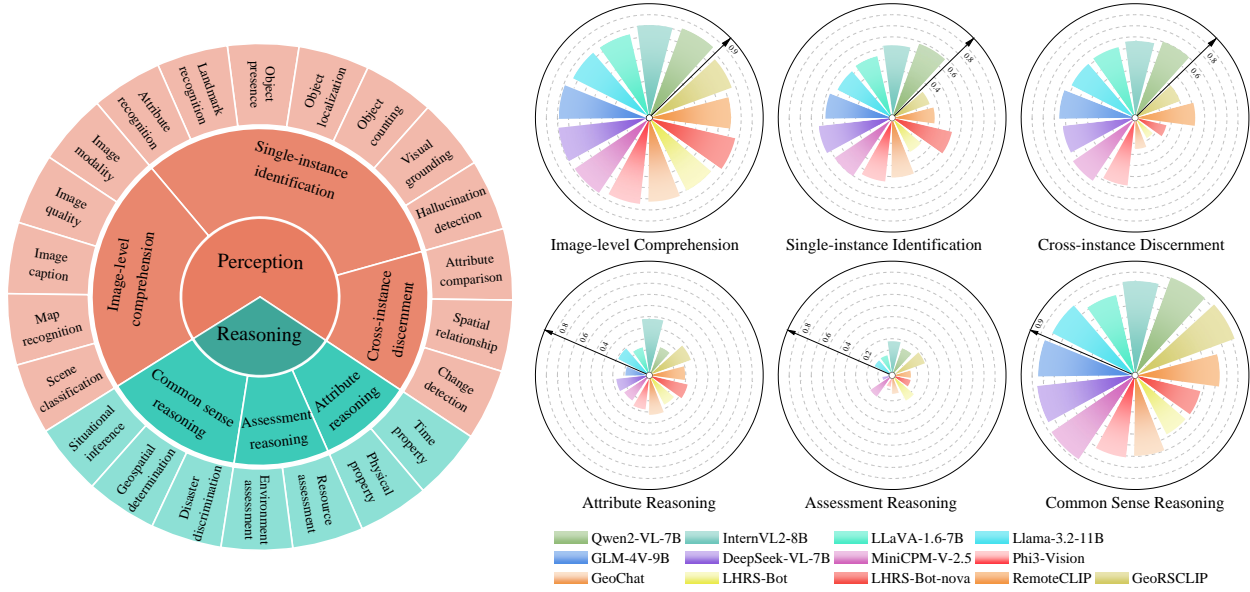 Perception
Reasoning
Image-level
comprehension
Single-instance
identification
Cross-instance
discernment
Common sense
reasoning
Assessment
reasoning
Attribute
reasoning
Scene
classification
Map
recognition
Image
caption
Image
quality
Image
modality
Attribute
recognition
Landmark
recognition
Object
presence
Object
localization
Object
counting
Visual
grounding
Hallucination
detection
Attribute
comparison
Spatial
relationship
Change
detection
Time
property
Physical
property
Resource
assessment
Environment
assessment
Disaster
discrimination
Geospatial
determination
Situational
inference
0.9
Image-level Comprehension
0.8
0.6
0.4
Single-instance Identification
0.8
0.6
Cross-instance Discernment
0.8
0.6
0.4
Attribute Reasoning
0.8
0.6
0.4
0.2
Assessment Reasoning
0.9
Common Sense Reasoning
Qwen2-VL-7B InternVL2-8B LLaVA-1.6-7B Llama-3.2-11B
GLM-4V-9B DeepSeek-VL-7B MiniCPM-V-2.5 Phi3-Vision
GeoChat LHRS-Bot LHRS-Bot-nova RemoteCLIP GeoRSCLIP